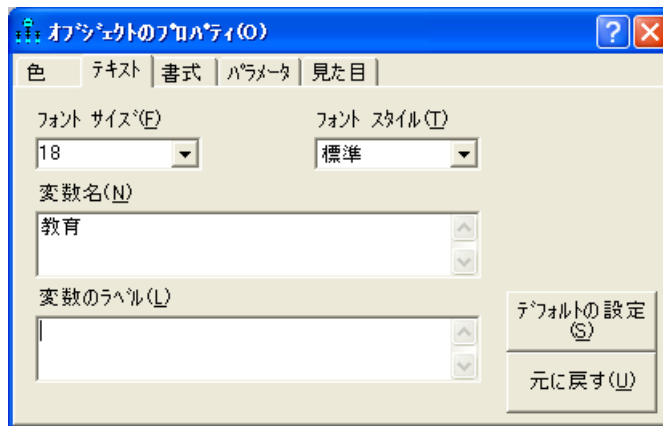 ｵﾌﾞｼﾞｪｸﾄのﾌﾟﾛﾊﾟﾃｨ(O)
色 ﾃｷｽﾄ 書式 ﾊﾟﾗﾒｰﾀ 見た目
ﾌｫﾝﾄ ｻｲｽﾞ(F) ﾌｫﾝﾄ ｽﾀｲﾙ(T)
18 標準
変数名(N)
教育
変数のﾗﾍﾞﾙ(L)
ﾃﾞﾌｫﾙﾄの設定
(S)
元に戻す(U)